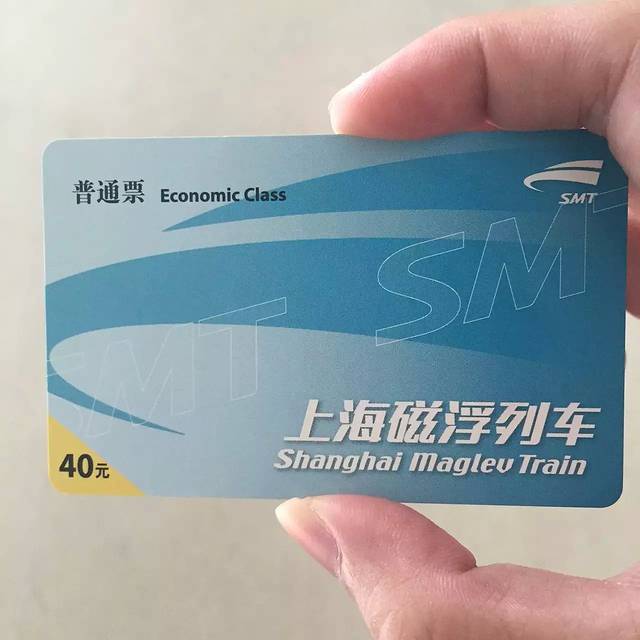 普通票 Economic Class
SMT
SMT
SMT
上海磁浮列车
Shanghai Maglev Train
40元